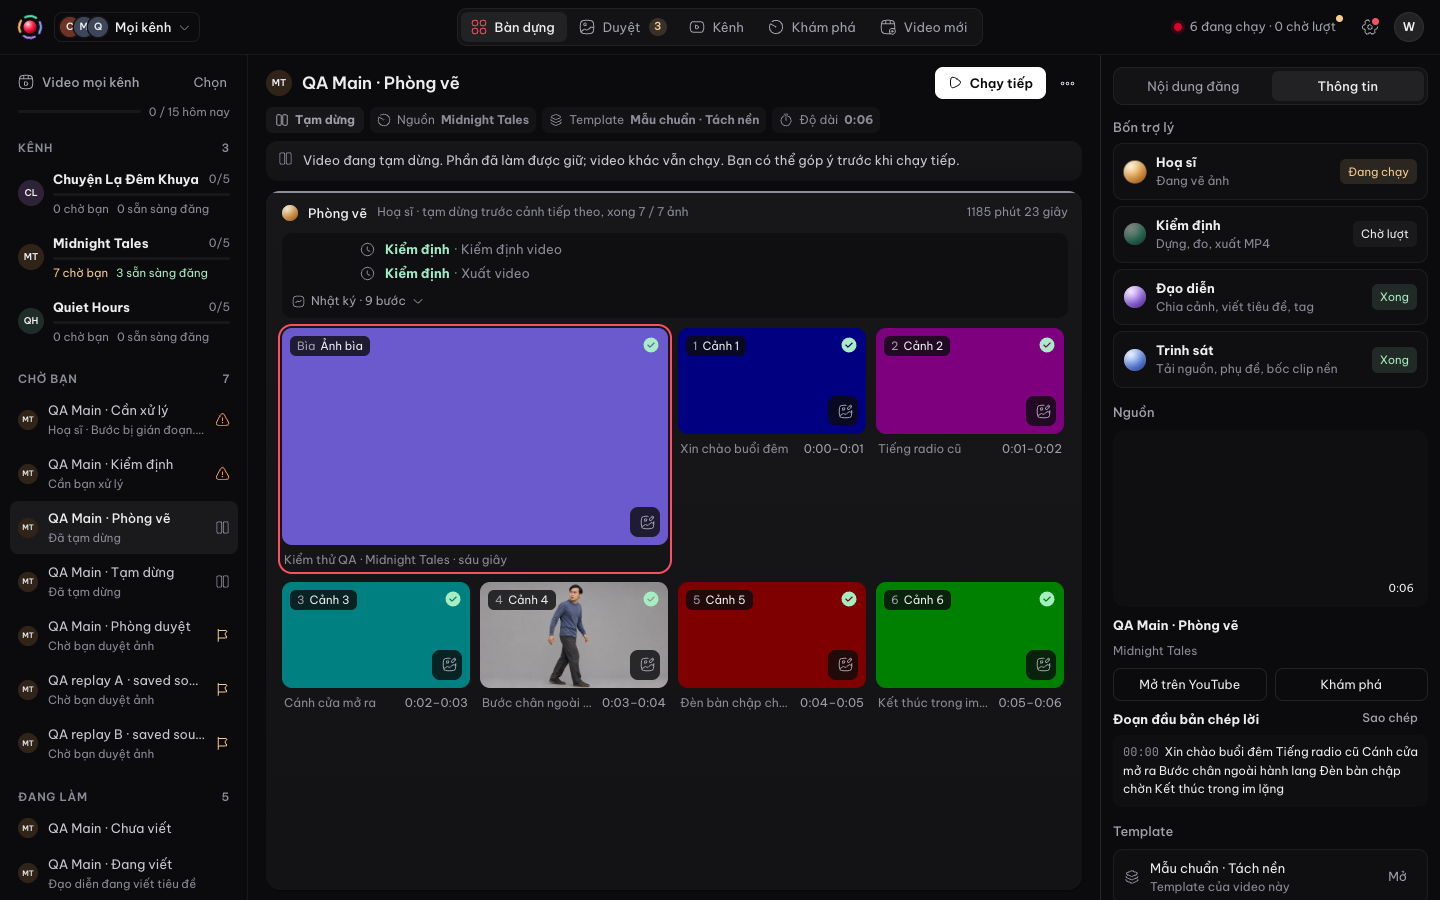 C M Q Mọi kênh
Bàn dựng
Duyệt 3
Kênh
Khám phá
Video mới
6 đang chạy · 0 chờ lượt
W
Video mọi kênh Chọn
0 / 15 hôm nay
KÊNH 3
CL Chuyện Lạ Đêm Khuya 0/5
0 chờ bạn 0 sẵn sàng đăng
MT Midnight Tales 0/5
7 chờ bạn 3 sẵn sàng đăng
QH Quiet Hours 0/5
0 chờ bạn 0 sẵn sàng đăng
CHỜ BẠN 7
MT QA Main · Cần xử lý
Hoạ sĩ · Bước bị gián đoạn....
MT QA Main · Kiểm định
Cần bạn xử lý
MT QA Main · Phòng vẽ
Đã tạm dừng
MT QA Main · Tạm dừng
Đã tạm dừng
MT QA Main · Phòng duyệt
Chờ bạn duyệt ảnh
MT QA replay A · saved so...
Chờ bạn duyệt ảnh
MT QA replay B · saved sou...
Chờ bạn duyệt ảnh
ĐANG LÀM 5
MT QA Main · Chưa viết
MT QA Main · Đang viết
Đạo diễn đang viết tiêu đề
MT QA Main · Phòng vẽ
Chạy tiếp
Tạm dừng
Nguồn Midnight Tales
Template Mẫu chuẩn · Tách nền
Độ dài 0:06
Video đang tạm dừng. Phần đã làm được giữ; video khác vẫn chạy. Bạn có thể góp ý trước khi chạy tiếp.
Phòng vẽ Hoạ sĩ · tạm dừng trước cảnh tiếp theo, xong 7 / 7 ảnh 1185 phút 23 giây
Kiểm định · Kiểm định video
Kiểm định · Xuất video
Nhật ký · 9 bước
Bìa Ảnh bìa
Kiểm thử QA · Midnight Tales · sáu giây
1 Cảnh 1
Xin chào buổi đêm 0:00–0:01
2 Cảnh 2
Tiếng radio cũ 0:01–0:02
3 Cảnh 3
Cánh cửa mở ra 0:02–0:03
4 Cảnh 4
Bước chân ngoài ... 0:03–0:04
5 Cảnh 5
Đèn bàn chập ch... 0:04–0:05
6 Cảnh 6
Kết thúc trong im... 0:05–0:06
Nội dung đăng Thông tin
Bốn trợ lý
Hoạ sĩ
Đang vẽ ảnh
Đang chạy
Kiểm định
Dựng, đo, xuất MP4
Chờ lượt
Đạo diễn
Chia cảnh, viết tiêu đề, tag
Xong
Trinh sát
Tải nguồn, phụ đề, bốc clip nền
Xong
Nguồn
0:06
QA Main · Phòng vẽ
Midnight Tales
Mở trên YouTube Khám phá
Đoạn đầu bản chép lời Sao chép
00:00 Xin chào buổi đêm Tiếng radio cũ Cánh cửa
mở ra Bước chân ngoài hành lang Đèn bàn chập
chờn Kết thúc trong im lặng
Template
Mẫu chuẩn · Tách nền
Template của video này
Mở